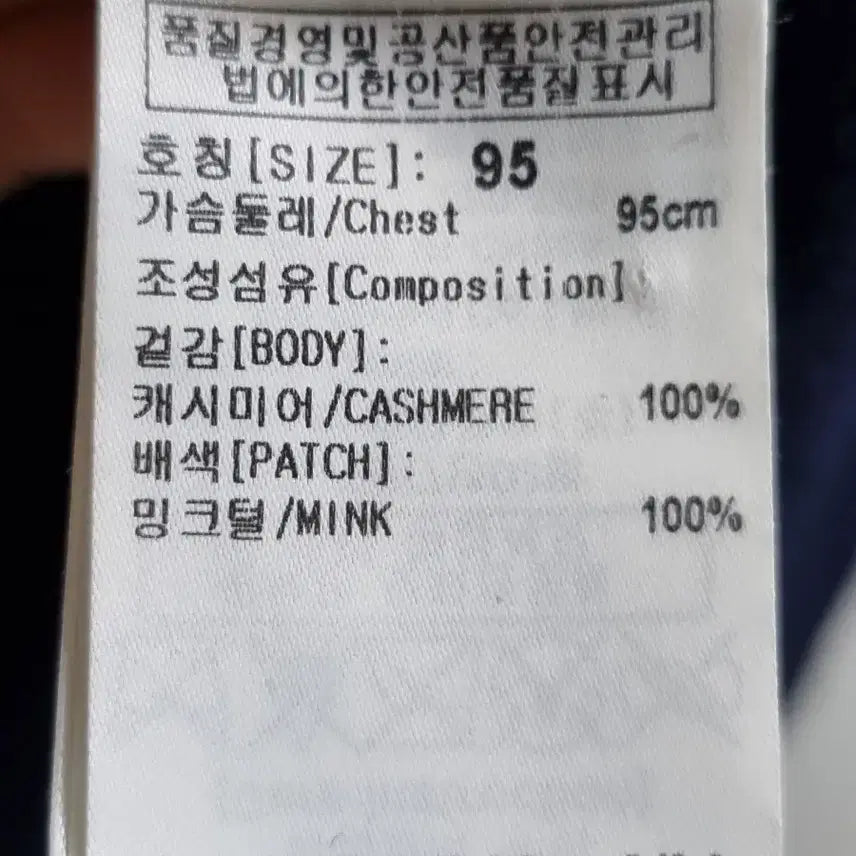 품질경영및공산품안전관리
법에의한안전품질표시
호칭[SIZE]: 95
가슴둘레/Chest 95cm
조성섬유[Composition]
겉감[BODY]:
캐시미어/CASHMERE 100%
배색[PATCH]:
밍크털/MINK 100%